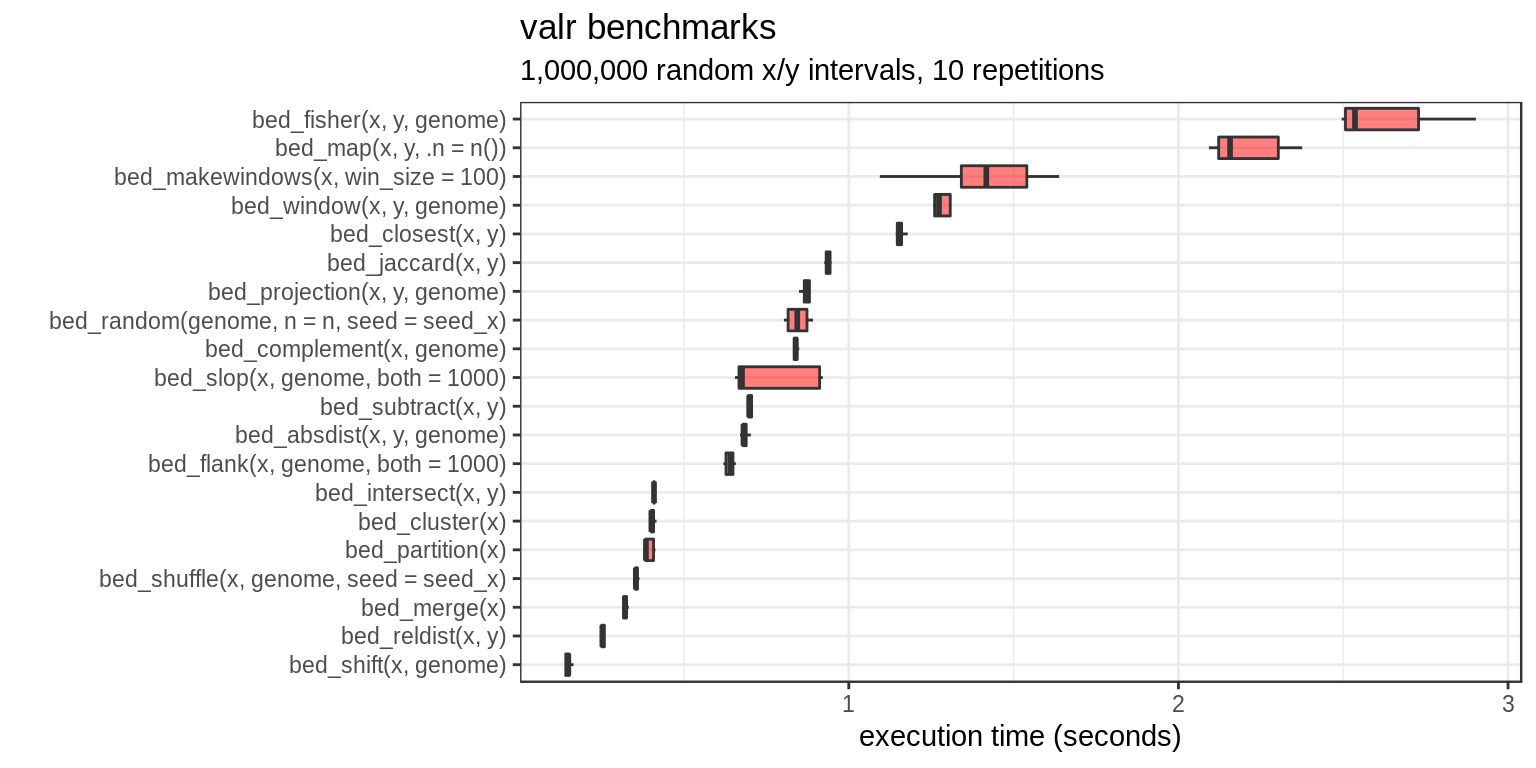 valr benchmarks
1,000,000 random x/y intervals, 10 repetitions
bed_fisher(x, y, genome)
bed_map(x, y, .n = n())
bed_makewindows(x, win_size = 100)
bed_window(x, y, genome)
bed_closest(x, y)
bed_jaccard(x, y)
bed_projection(x, y, genome)
bed_random(genome, n = n, seed = seed_x)
bed_complement(x, genome)
bed_slop(x, genome, both = 1000)
bed_subtract(x, y)
bed_absdist(x, y, genome)
bed_flank(x, genome, both = 1000)
bed_intersect(x, y)
bed_cluster(x)
bed_partition(x)
bed_shuffle(x, genome, seed = seed_x)
bed_merge(x)
bed_reldist(x, y)
bed_shift(x, genome)
1 2 3
execution time (seconds)